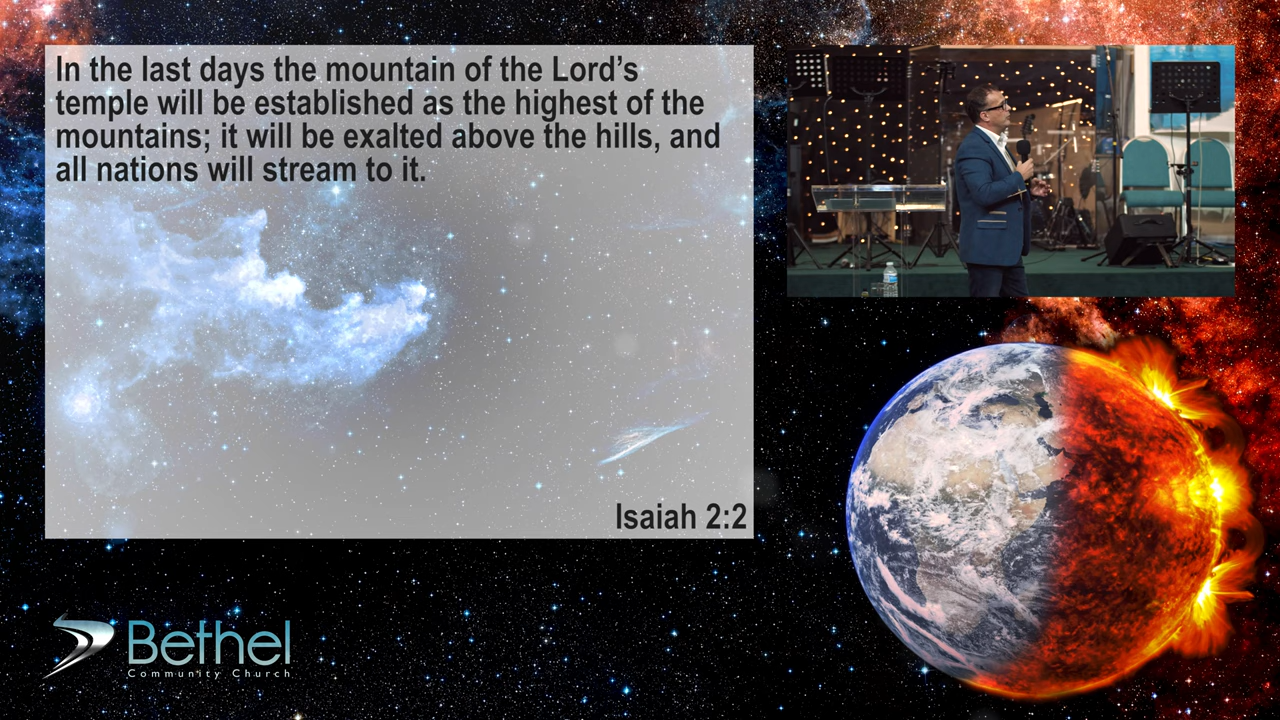 In the last days the mountain of the Lord’s
temple will be established as the highest of the
mountains; it will be exalted above the hills, and
all nations will stream to it.
Isaiah 2:2
Bethel
Community Church